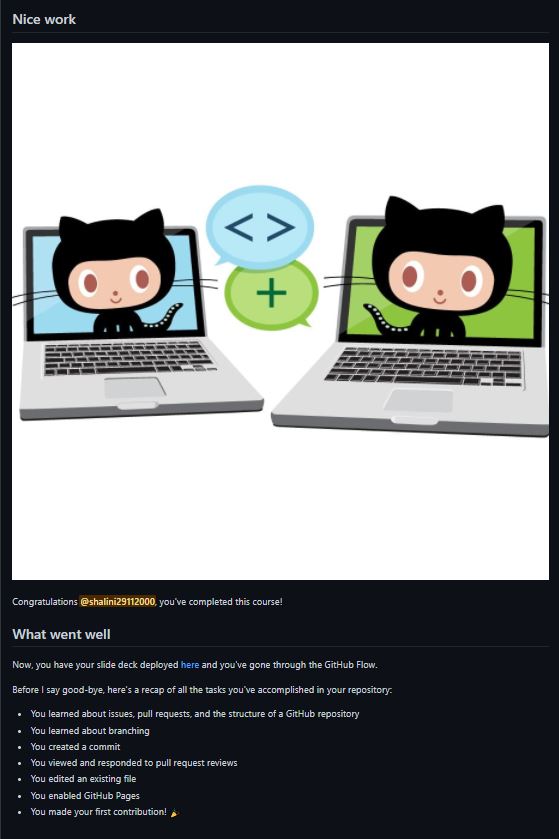 Nice work
< >
+
Congratulations @shalini29112000, you've completed this course!
What went well
Now, you have your slide deck deployed here and you've gone through the GitHub Flow.
Before I say good-bye, here's a recap of all the tasks you've accomplished in your repository:
• You learned about issues, pull requests, and the structure of a GitHub repository
• You learned about branching
• You created a commit
• You viewed and responded to pull request reviews
• You edited an existing file
• You enabled GitHub Pages
• You made your first contribution! 🎉